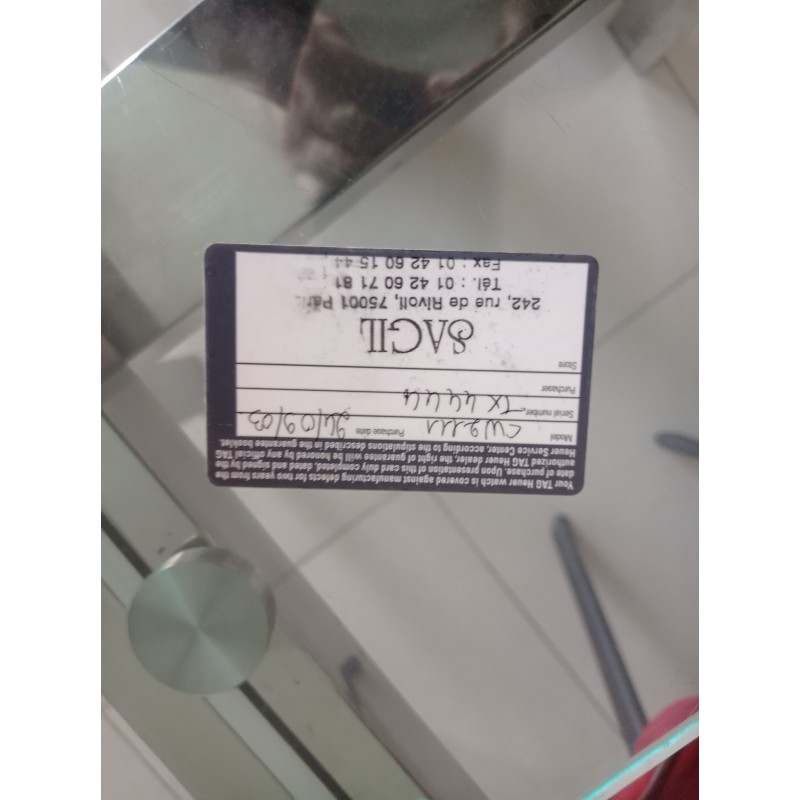 Your TAG Heuer watch is covered against manufacturing defects for two years from the
date of purchase. Upon presentation of this card duly completed, dated and signed by the
authorized TAG Heuer dealer, the right of guarantee will be honored by any official TAG
Heuer Service Center, according to the stipulations described in the guarantee booklet.
Model CW2111 Purchase date 24/09/03
Serial number TX4444
Purchaser
Store
SAGIL
242, rue de Rivoli, 75001 Paris
Tél. : 01 42 60 71 81
Fax : 01 42 60 15 44